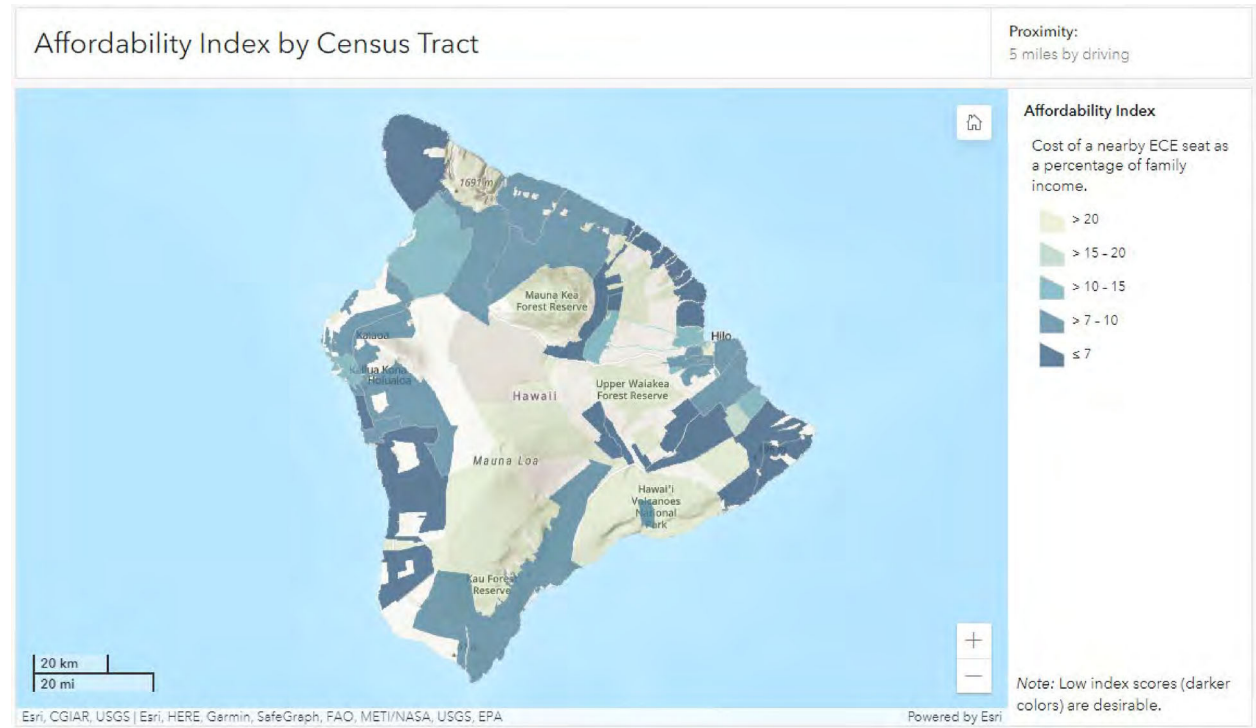 Affordability Index by Census Tract
Proximity:
5 miles by driving
Affordability Index
Cost of a nearby ECE seat as
a percentage of family
income.
> 20
> 15 - 20
> 10 - 15
> 7 - 10
≤ 7
1691 m
Mauna Kea
Forest Reserve
Kalaoa
Kailua Kona
Holualoa
Hilo
Hawaii
Upper Waiakea
Forest Reserve
Mauna Loa
Hawaiʻi
Volcanoes
National
Park
Kau Forest
Reserve
20 km
20 mi
+
−
Note: Low index scores (darker
colors) are desirable.
Esri, CGIAR, USGS | Esri, HERE, Garmin, SafeGraph, FAO, METI/NASA, USGS, EPA
Powered by Esri